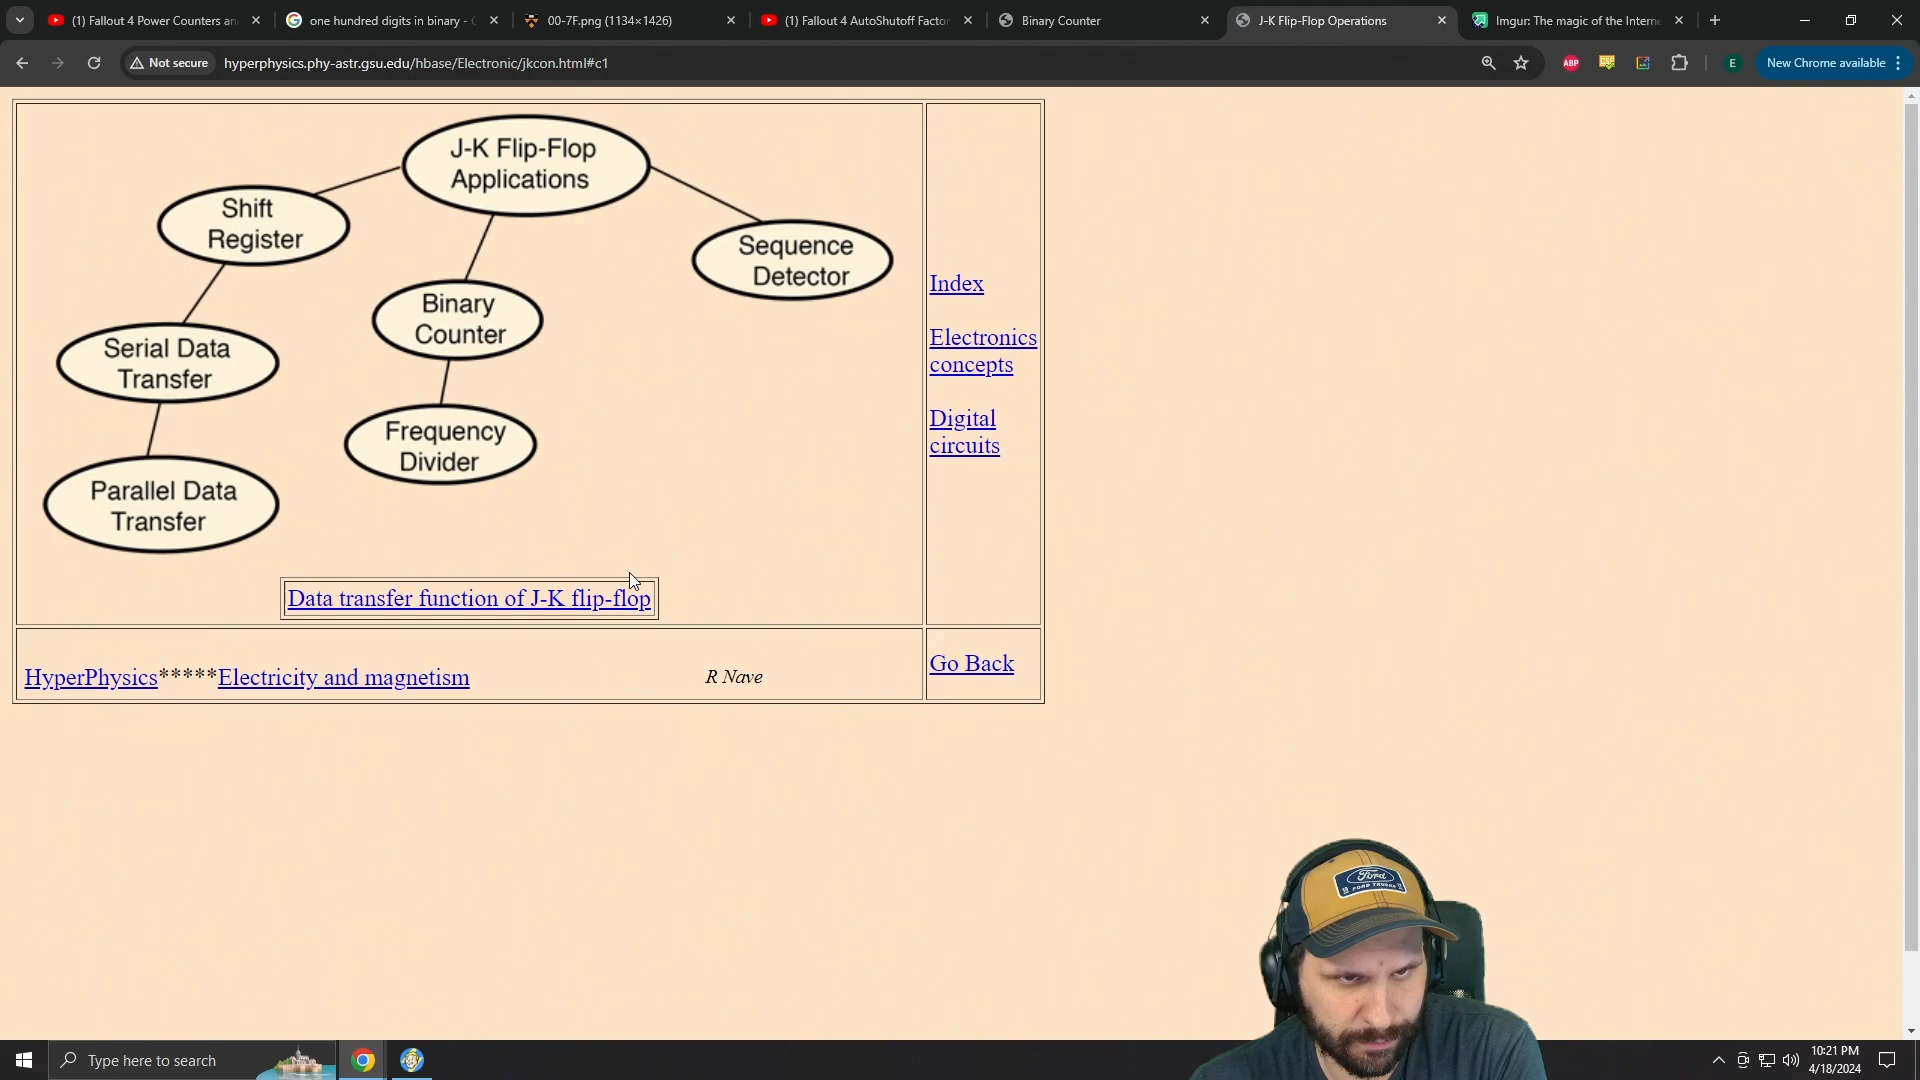 (1) Fallout 4 Power Counters an
one hundred digits in binary - G
00-7F.png (1134×1426)
(1) Fallout 4 AutoShutoff Factor
Binary Counter
J-K Flip-Flop Operations
Imgur: The magic of the Interne
Not secure
hyperphysics.phy-astr.gsu.edu/hbase/Electronic/jkcon.html#c1
ABP
E
New Chrome available
J-K Flip-Flop
Applications
Shift
Register
Sequence
Detector
Binary
Counter
Serial Data
Transfer
Frequency
Divider
Parallel Data
Transfer
Data transfer function of J-K flip-flop
Index
Electronics
concepts
Digital
circuits
HyperPhysics*****Electricity and magnetism
R Nave
Go Back
Ford
Type here to search
10:21 PM
4/18/2024